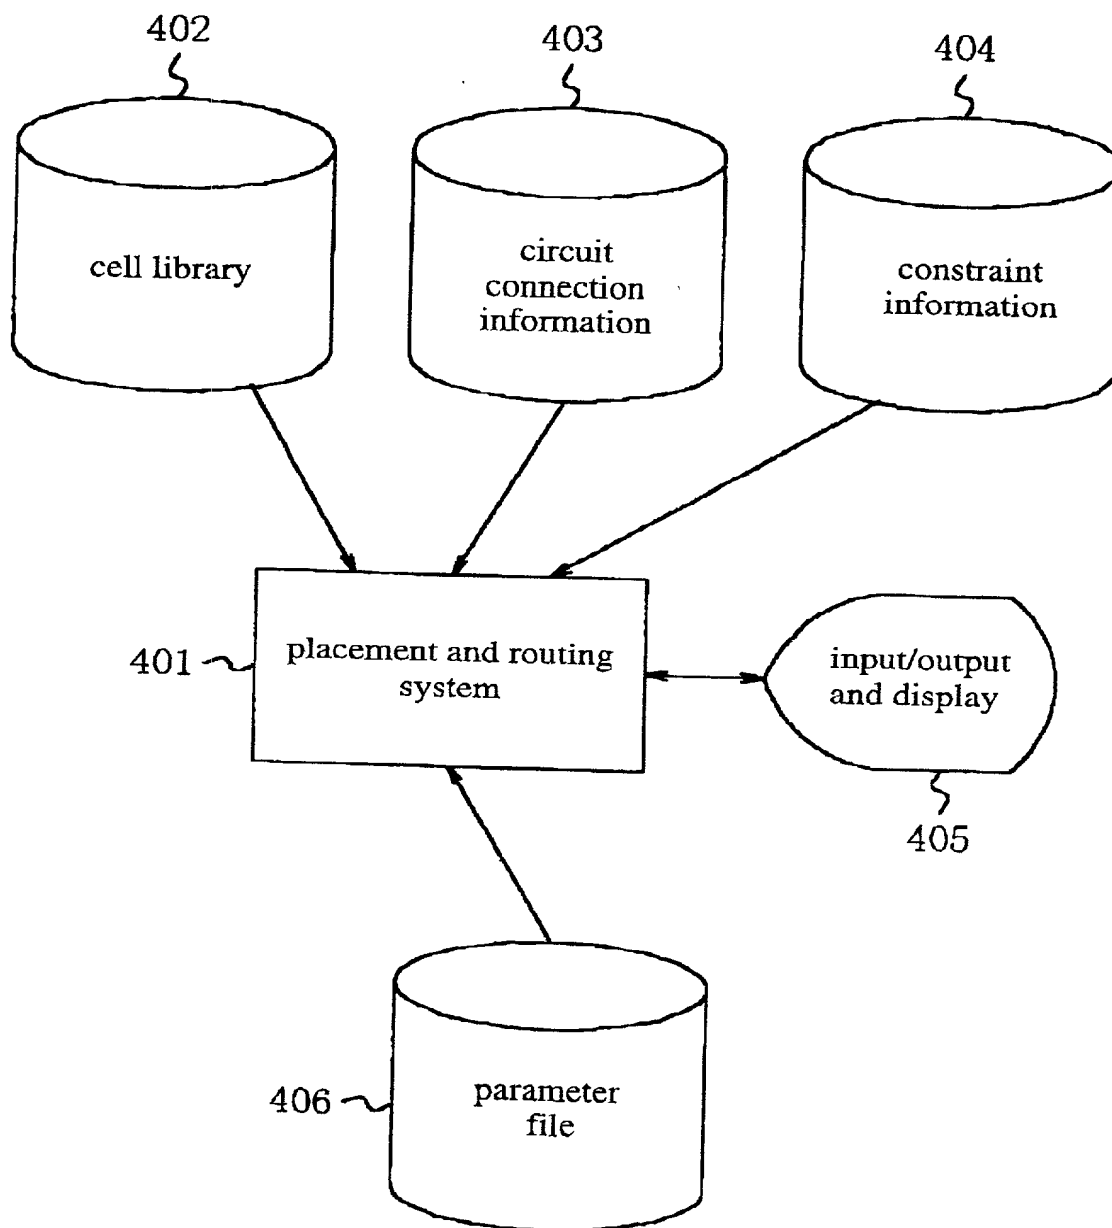 402
403
404
cell library
circuit
connection
information
constraint
information
401
placement and routing
system
input/output
and display
405
406
parameter
file